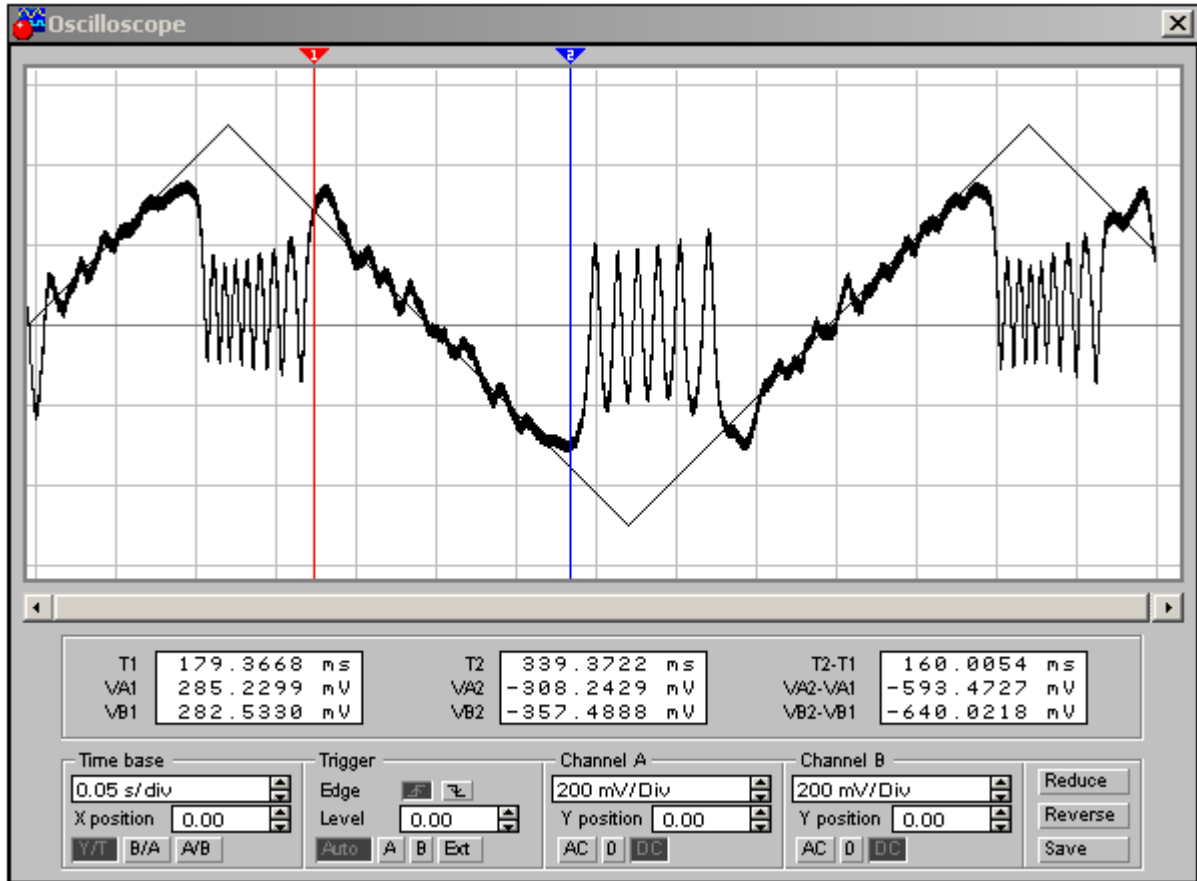 Oscilloscope
1 2
T1 179.3668 ms T2 339.3722 ms T2-T1 160.0054 ms
VA1 285.2299 mV VA2 -308.2429 mV VA2-VA1 -593.4727 mV
VB1 282.5330 mV VB2 -357.4888 mV VB2-VB1 -640.0218 mV
Time base Trigger Channel A Channel B
0.05 s/div Edge 200 mV/Div 200 mV/Div Reduce
X position 0.00 Level 0.00 Y position 0.00 Y position 0.00 Reverse
Y/T B/A A/B Auto A B Ext AC 0 DC AC 0 DC Save